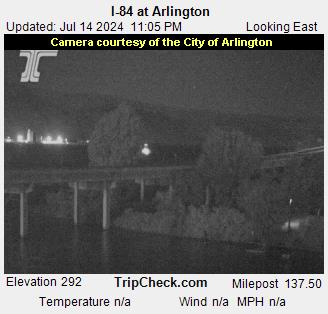 I-84 at Arlington
Updated: Jul 14 2024 11:05 PM Looking East
Camera courtesy of the City of Arlington
Elevation 292 TripCheck.com Milepost 137.50
Temperature n/a Wind n/a MPH n/a